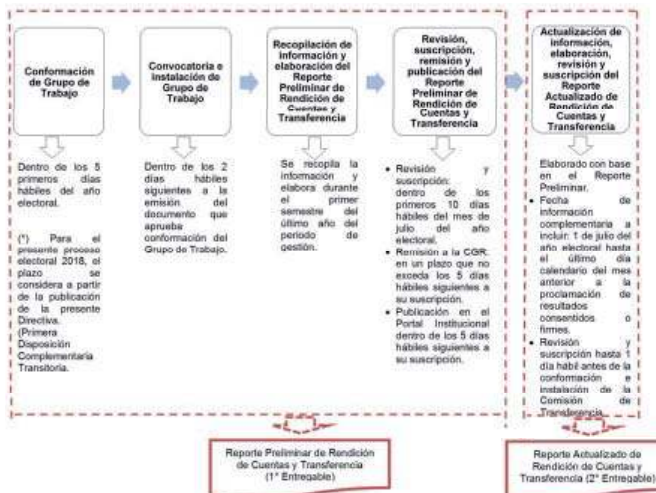 Conformación
de Grupo de
Trabajo
Convocatoria e
instalación de
Grupo de
Trabajo
Recopilación de
información y
elaboración del
Reporte
Preliminar de
Rendición de
Cuentas y
Transferencia
Revisión,
suscripción,
remisión y
publicación del
Reporte
Preliminar de
Rendición de
Cuentas y
Transferencia
Actualización de
información,
elaboración,
revisión y
suscripción del
Reporte
Actualizado de
Rendición de
Cuentas y
Transferencia
Dentro de los 5
primeros días
hábiles del año
electoral.
(*) Para el
presente proceso
electoral 2018, el
plazo se
considera a partir
de la publicación
de la presente
Directiva.
(Primera
Disposición
Complementaria
Transitoria.
Dentro de los 2
días hábiles
siguientes a la
emisión del
documento que
aprueba
conformación del
Grupo de Trabajo.
Se recopila la
información y
elabora durante
el primer
semestre del
último año del
periodo de
gestión.
• Revisión y
suscripción:
dentro de los
primeros 10 días
hábiles del mes de
julio del año
electoral.
• Remisión a la CGR:
en un plazo que no
exceda los 5 días
hábiles siguientes a
su suscripción.
• Publicación en el
Portal Institucional
dentro de los 5 días
hábiles siguientes a
su suscripción.
Elaborado con base
en el Reporte
Preliminar.
• Fecha de
información
complementaria a
incluir: 1 de julio del
año electoral hasta
el último día
calendario del mes
anterior a la
proclamación de
resultados
consentidos o
firmes.
• Revisión y
suscripción hasta 1
día hábil antes de la
conformación e
instalación de la
Comisión de
Transferencia
Reporte Preliminar de Rendición
de Cuentas y Transferencia
(1° Entregable)
Reporte Actualizado de
Rendición de Cuentas y
Transferencia (2° Entregable)